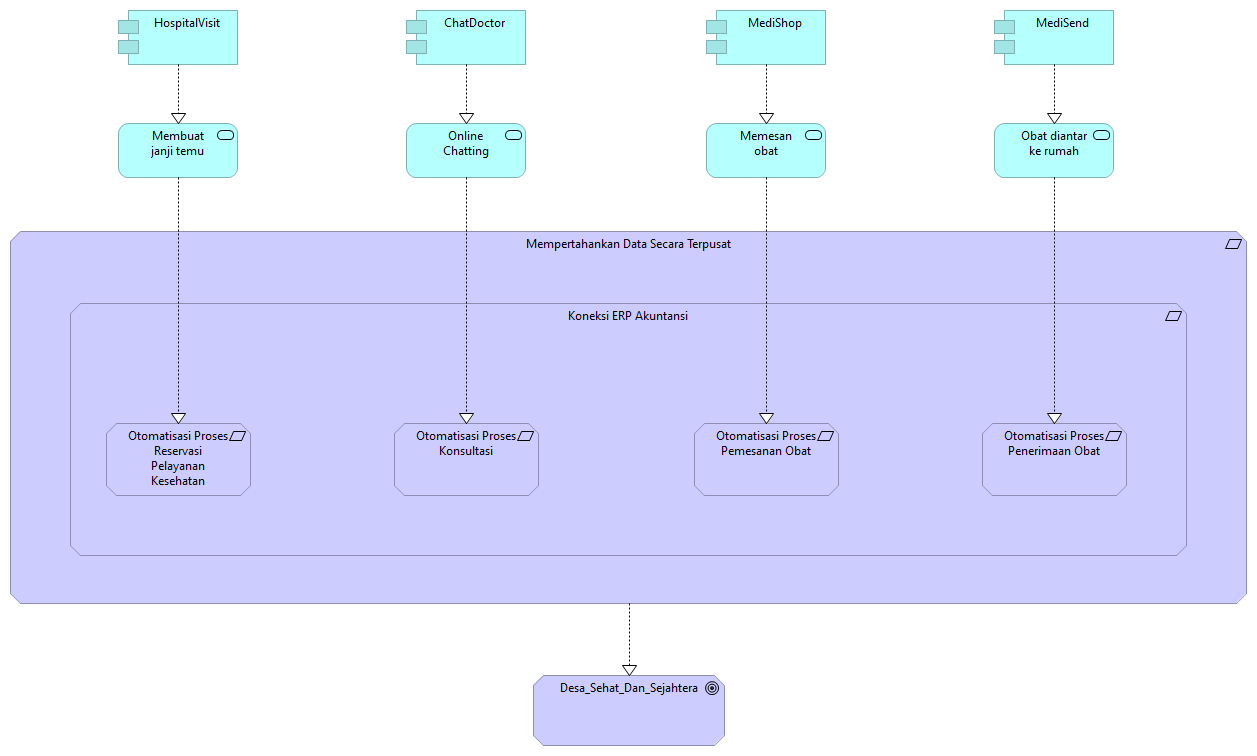 HospitalVisit
ChatDoctor
MediShop
MediSend
Membuat
janji temu
Online
Chatting
Memesan
obat
Obat diantar
ke rumah
Mempertahankan Data Secara Terpusat
Koneksi ERP Akuntansi
Otomatisasi Proses
Reservasi
Pelayanan
Kesehatan
Otomatisasi Proses
Konsultasi
Otomatisasi Proses
Pemesanan Obat
Otomatisasi Proses
Penerimaan Obat
Desa_Sehat_Dan_Sejahtera